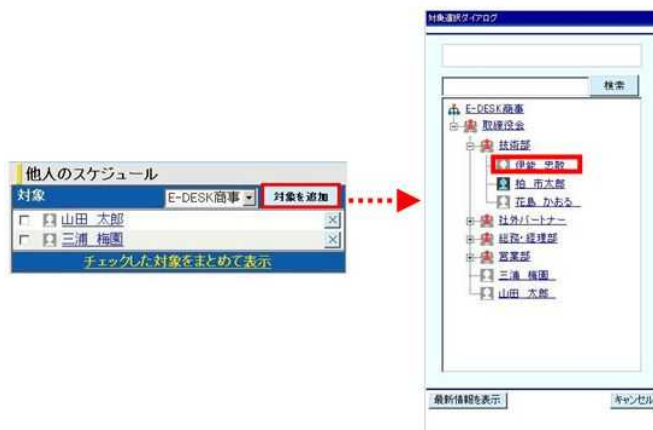 他人のスケジュール
対象 E-DESK商事 対象を追加
山田 太郎
三浦 梅園
チェックした対象をまとめて表示
対象選択ダイアログ
検索
E-DESK商事
取締役会
技術部
伊能 忠敬
柏 市太郎
花島 かおる
社外パートナー
総務・経理部
営業部
三浦 梅園
山田 太郎
最新情報を表示 キャンセル